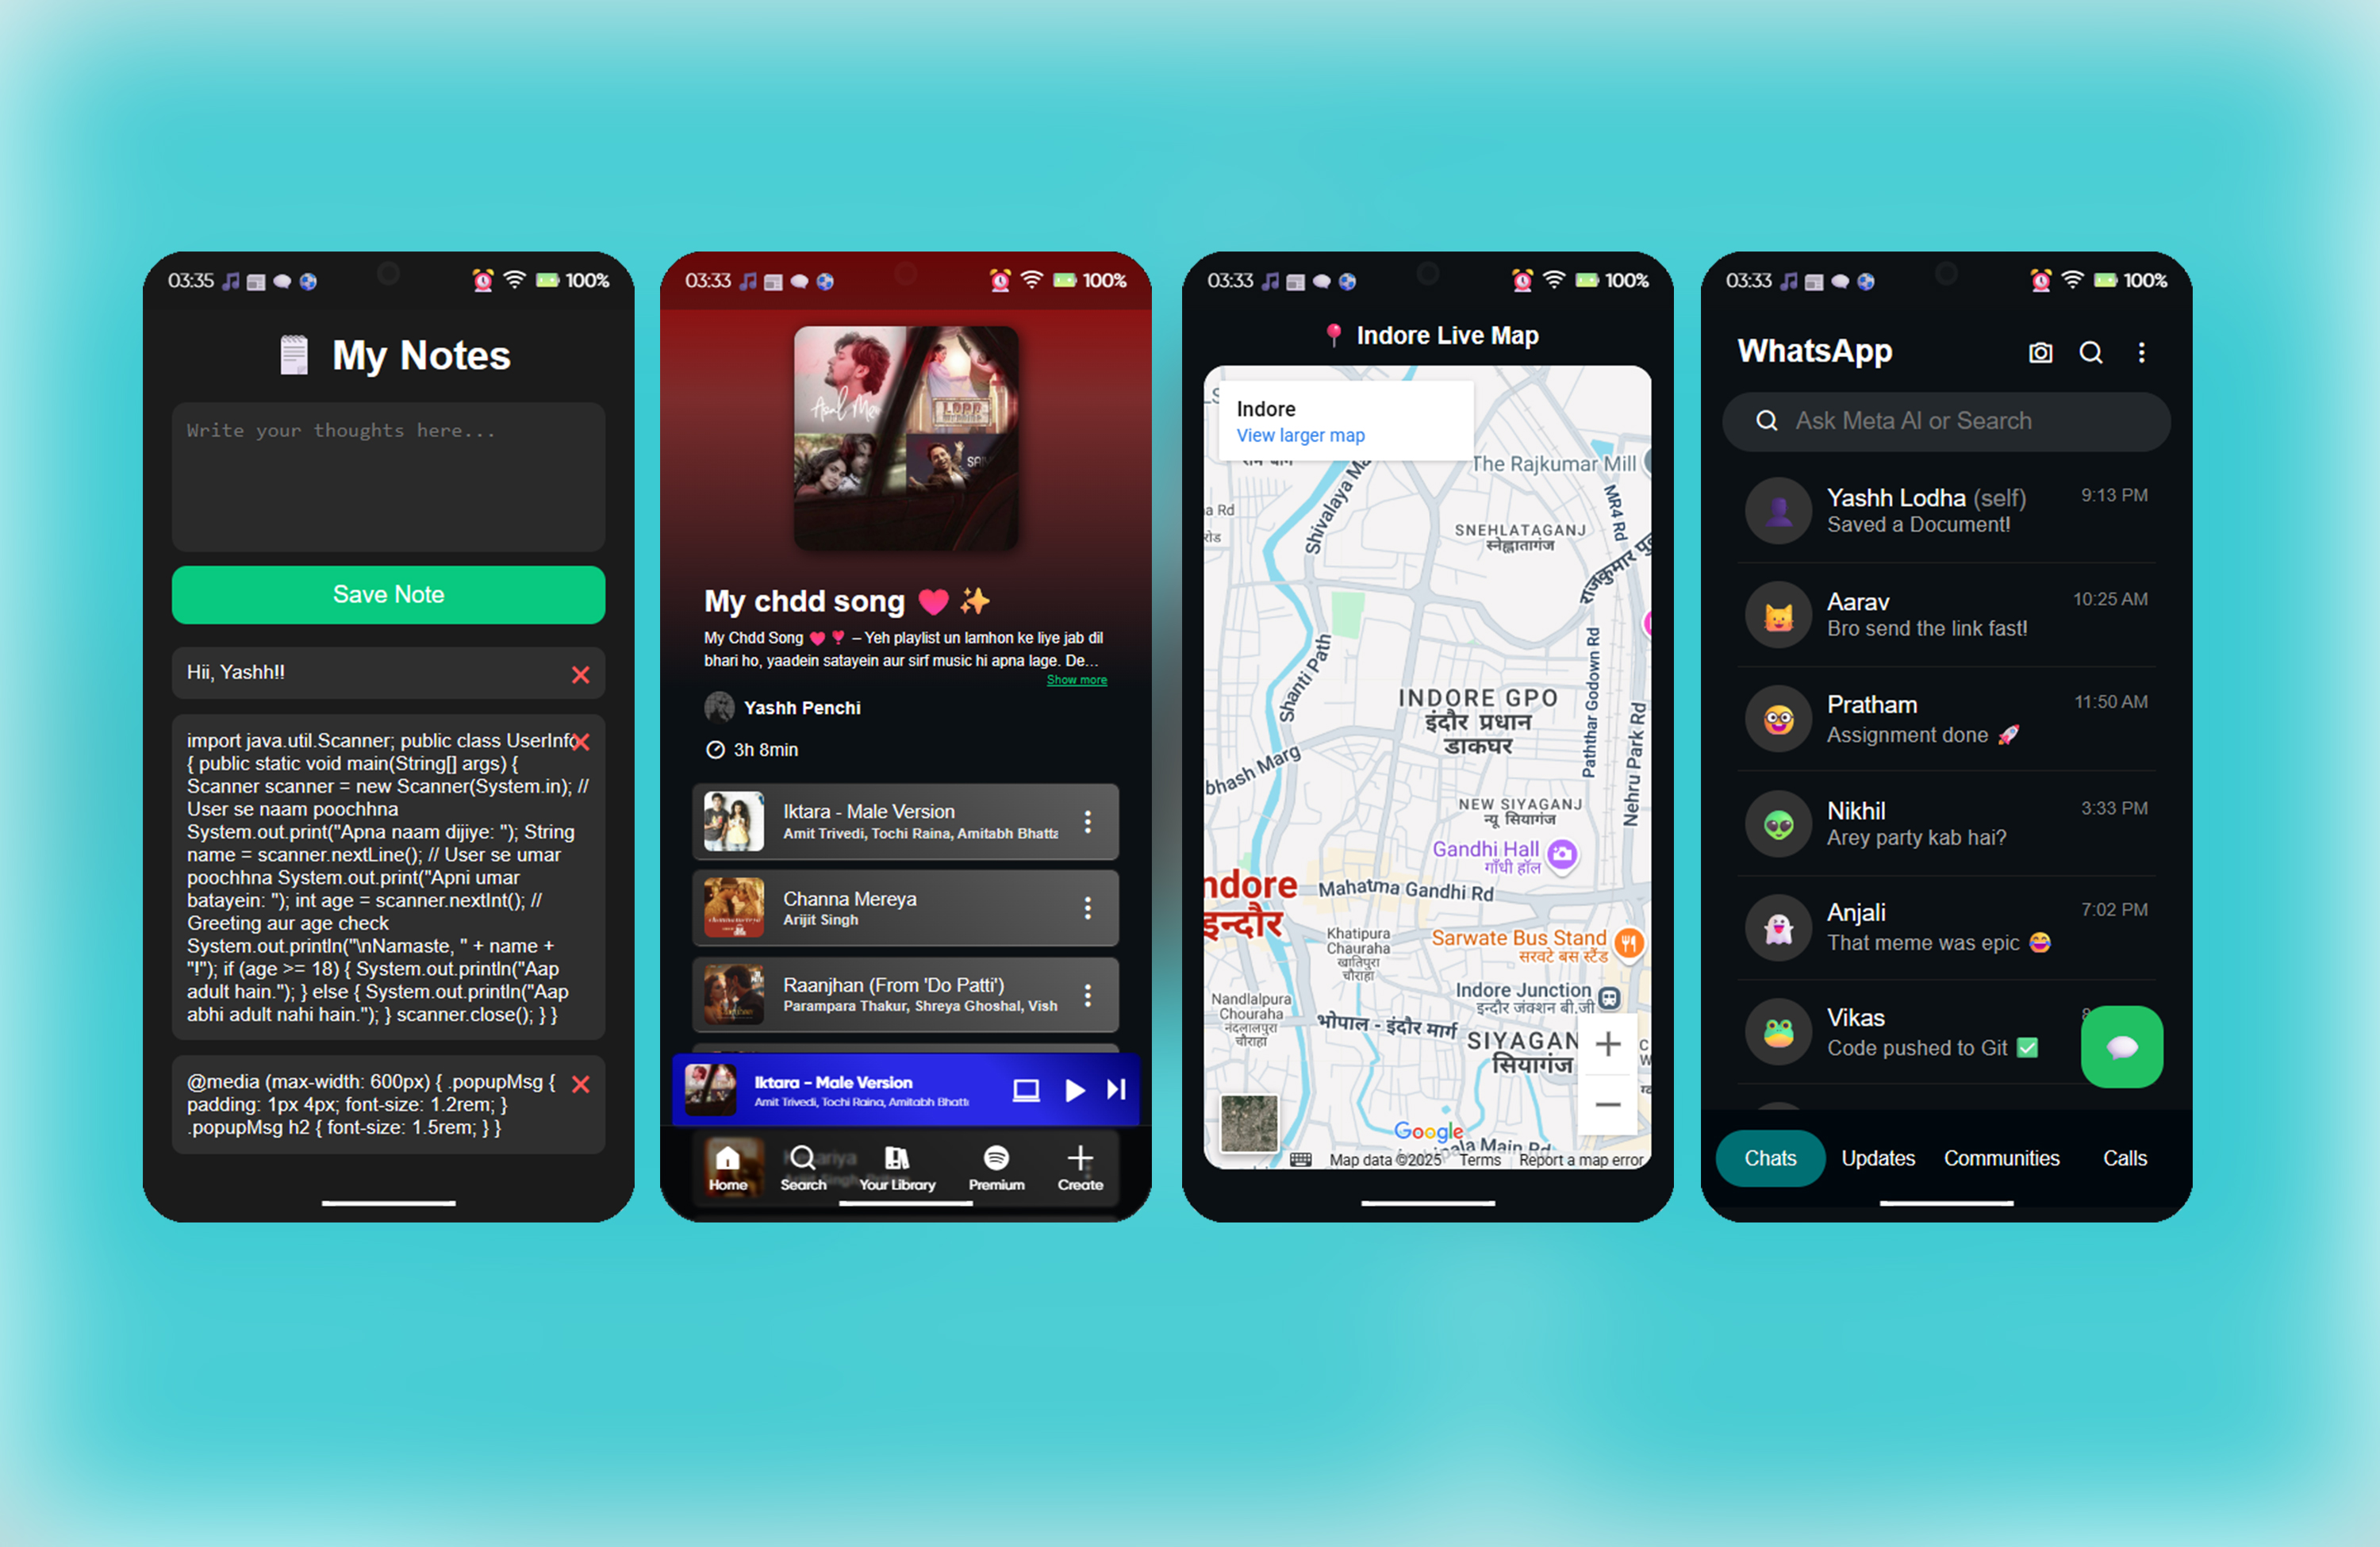 03:35 100%
My Notes
Write your thoughts here...
Save Note
Hii, Yashh!!
import java.util.Scanner; public class UserInfo
{ public static void main(String[] args) {
Scanner scanner = new Scanner(System.in); //
User se naam poochhna
System.out.print("Apna naam dijiye: "); String
name = scanner.nextLine(); // User se umar
poochhna System.out.print("Apni umar
batayein: "); int age = scanner.nextInt(); //
Greeting aur age check
System.out.println("\nNamaste, " + name +
"!"); if (age >= 18) { System.out.println("Aap
adult hain."); } else { System.out.println("Aap
abhi adult nahi hain."); } scanner.close(); } }
@media (max-width: 600px) { .popupMsg {
padding: 1px 4px; font-size: 1.2rem; }
.popupMsg h2 { font-size: 1.5rem; } }
03:33 100%
My chdd song ❤️ ✨
My Chdd Song ❤️ ❣️ – Yeh playlist un lamhon ke liye jab dil
bhari ho, yaadein satayein aur sirf music hi apna lage. De...
Show more
Yashh Penchi
3h 8min
Iktara - Male Version
Amit Trivedi, Tochi Raina, Amitabh Bhatta
Channa Mereya
Arijit Singh
Raanjhan (From 'Do Patti')
Parampara Thakur, Shreya Ghoshal, Vish
Iktara - Male Version
Amit Trivedi, Tochi Raina, Amitabh Bhatt
Home Search Your Library Premium Create
03:33 100%
📍 Indore Live Map
Indore
View larger map
The Rajkumar Mill
Shivalaya Ma
MR4 Rd
a Rd
रोड
SNEHLATAGANJ
स्नेह्लातागंज
राजकुमार पु
Shanti Path
Paththar Godown Rd
INDORE GPO
इंदौर प्रधान
डाकघर
bhash Marg
Nehru Park Rd
NEW SIYAGANJ
न्यू सियागंज
Gandhi Hall
गाँधी हॉल
ndore
इन्दौर
Mahatma Gandhi Rd
Khatipura
Chauraha
खातिपुरा
चौराहा
Sarwate Bus Stand
सरवटे बस स्टैंड
Indore Junction
इन्दौर जंक्शन बी.जी
Nandlalpura
Chouraha
नंदलालपुरा
चौराहा
भोपाल - इंदौर मार्ग
SIYAGAN
सियागंज
Google
pala Main Rd
Map data ©2025 Terms Report a map error
03:33 100%
WhatsApp
Ask Meta AI or Search
Yashh Lodha (self) 9:13 PM
Saved a Document!
Aarav 10:25 AM
Bro send the link fast!
Pratham 11:50 AM
Assignment done 🚀
Nikhil 3:33 PM
Arey party kab hai?
Anjali 7:02 PM
That meme was epic 😂
Vikas
Code pushed to Git ✅
Chats Updates Communities Calls